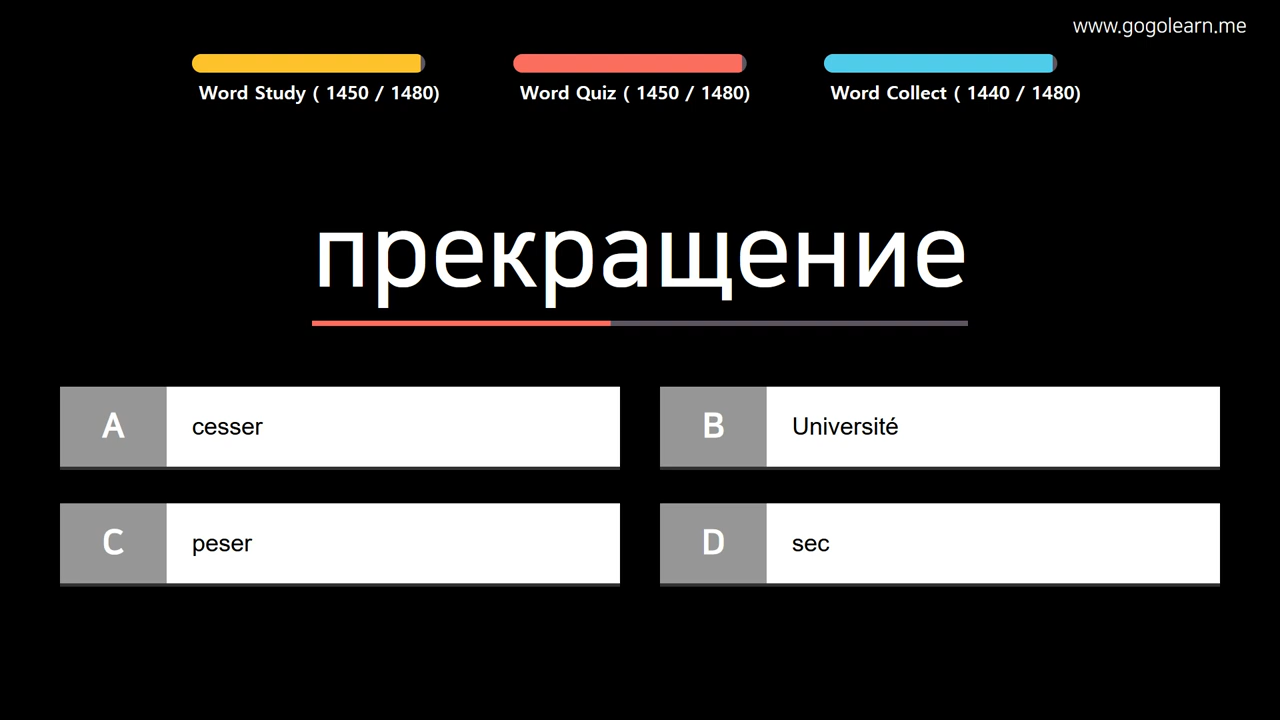 www.gogolearn.me
Word Study ( 1450 / 1480)
Word Quiz ( 1450 / 1480)
Word Collect ( 1440 / 1480)
прекращение
A cesser
B Université
C peser
D sec